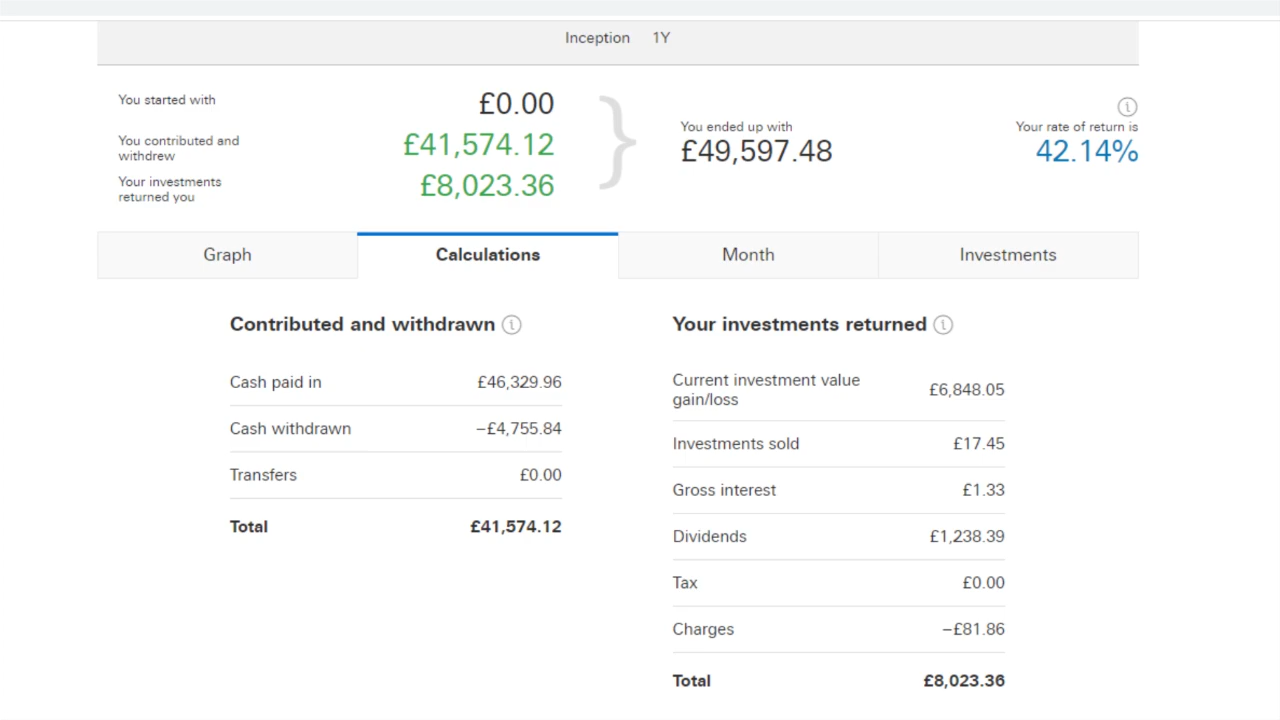 Inception 1Y
You started with £0.00
You contributed and
withdrew £41,574.12
Your investments
returned you £8,023.36
You ended up with
£49,597.48
Your rate of return is
42.14%
Graph Calculations Month Investments
Contributed and withdrawn
Cash paid in £46,329.96
Cash withdrawn −£4,755.84
Transfers £0.00
Total £41,574.12
Your investments returned
Current investment value
gain/loss £6,848.05
Investments sold £17.45
Gross interest £1.33
Dividends £1,238.39
Tax £0.00
Charges −£81.86
Total £8,023.36